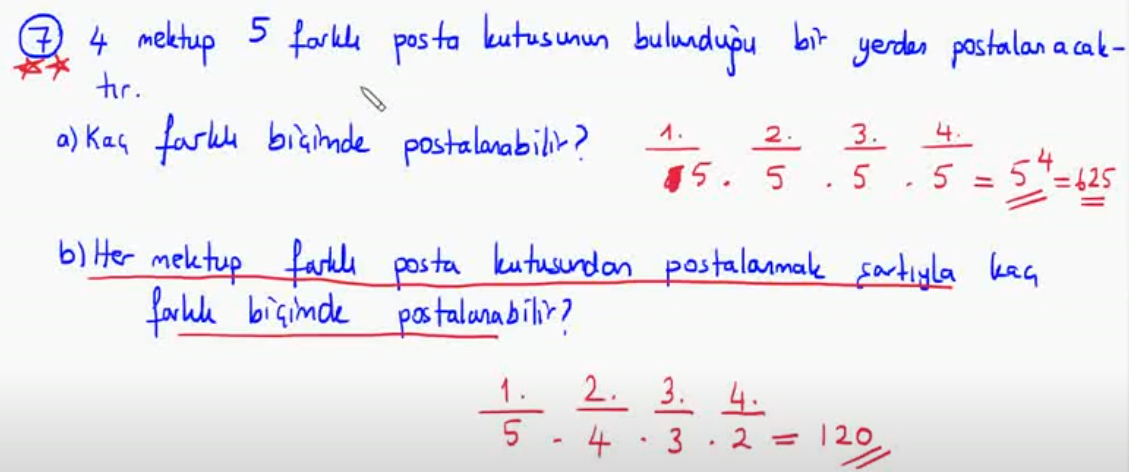 7 4 mektup 5 farklı posta kutusunun bulunduğu bir yerden postalanacak-
tır.
a) Kaç farklı biçimde postalanabilir?
1. 2. 3. 4.
5 . 5 . 5 . 5 = 5⁴ = 625
b) Her mektup farklı posta kutusundan postalanmak şartıyla kaç
farklı biçimde postalanabilir?
1. 2. 3. 4.
5 . 4 . 3 . 2 = 120